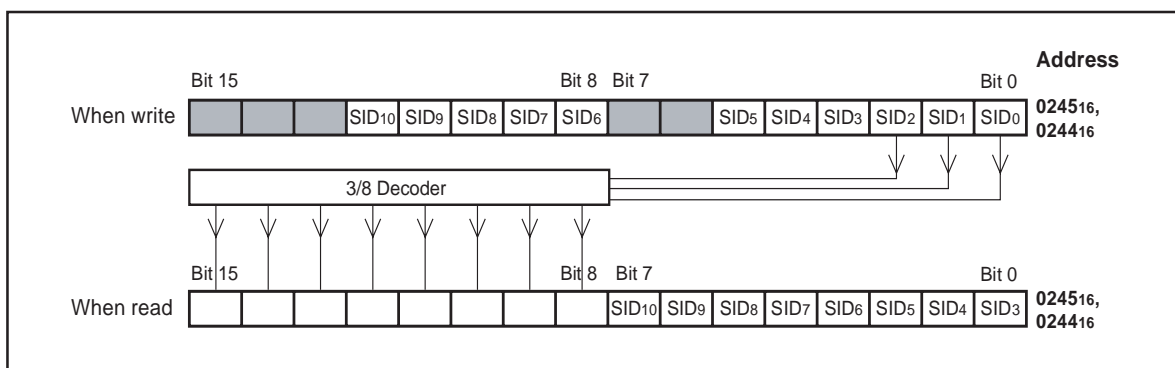 Address
Bit 15 Bit 8 Bit 7 Bit 0
When write SID10 SID9 SID8 SID7 SID6 SID5 SID4 SID3 SID2 SID1 SID0 024516,
024416
3/8 Decoder
Bit 15 Bit 8 Bit 7 Bit 0
When read SID10 SID9 SID8 SID7 SID6 SID5 SID4 SID3 024516,
024416